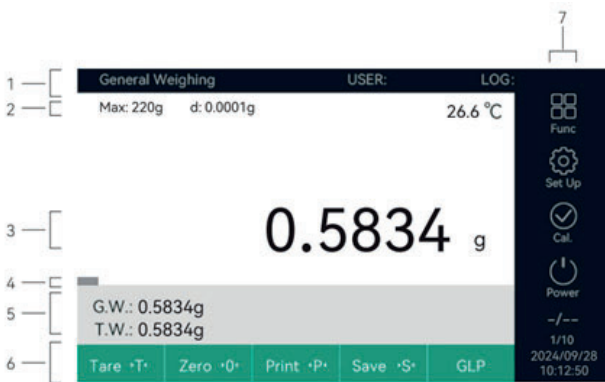 7
1
General Weighing USER: LOG:
2
Max: 220g d: 0.0001g 26.6 °C
Func
Set Up
3
0.5834 g
Cal.
4
Power
5
G.W.: 0.5834g
T.W.: 0.5834g
-/--
1/10
6
Tare ·T· Zero ·0· Print ·P· Save ·S· GLP
2024/09/28
10:12:50